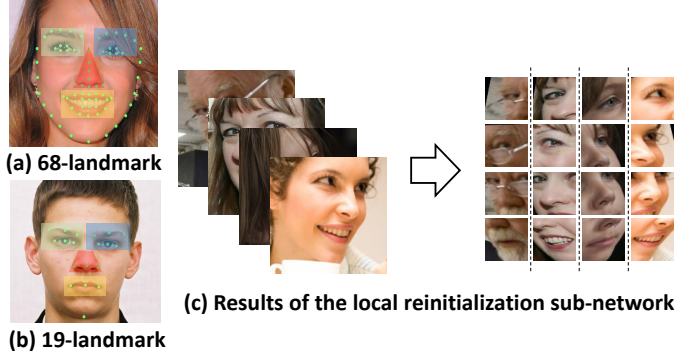 (a) 68-landmark
(b) 19-landmark
(c) Results of the local reinitialization sub-network